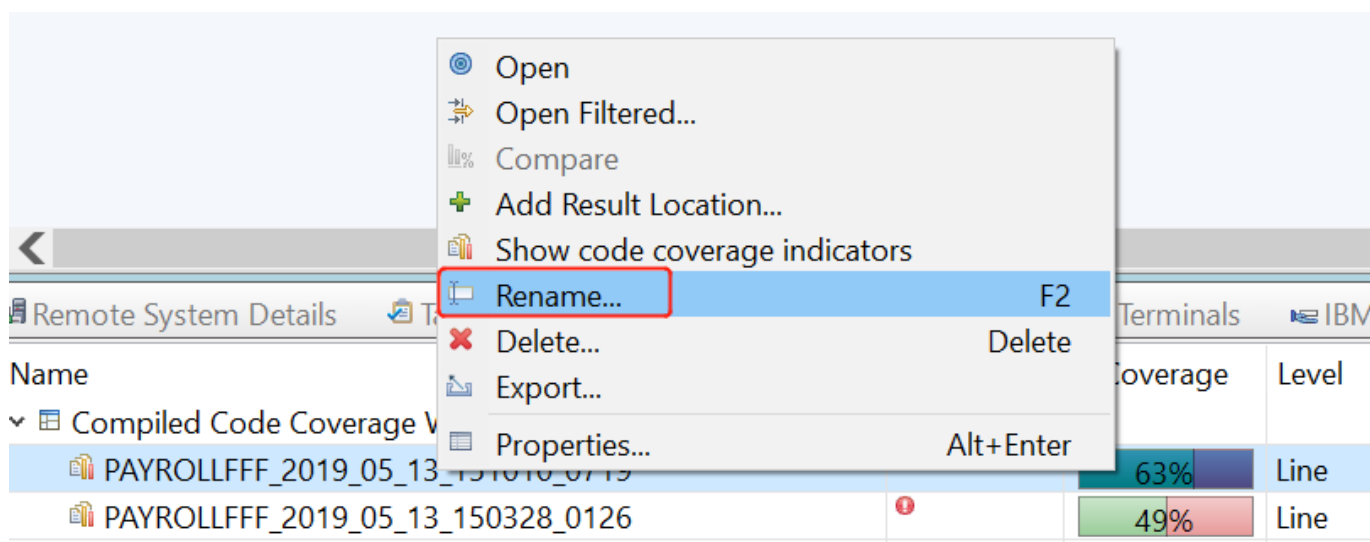 Open
Open Filtered...
Compare
Add Result Location...
Show code coverage indicators
Rename... F2
Remote System Details Terminals IBM
Delete... Delete
Name Coverage Level
Export...
Compiled Code Coverage
Properties... Alt+Enter
PAYROLLFFF_2019_05_13_151010_0719 63% Line
PAYROLLFFF_2019_05_13_150328_0126 49% Line